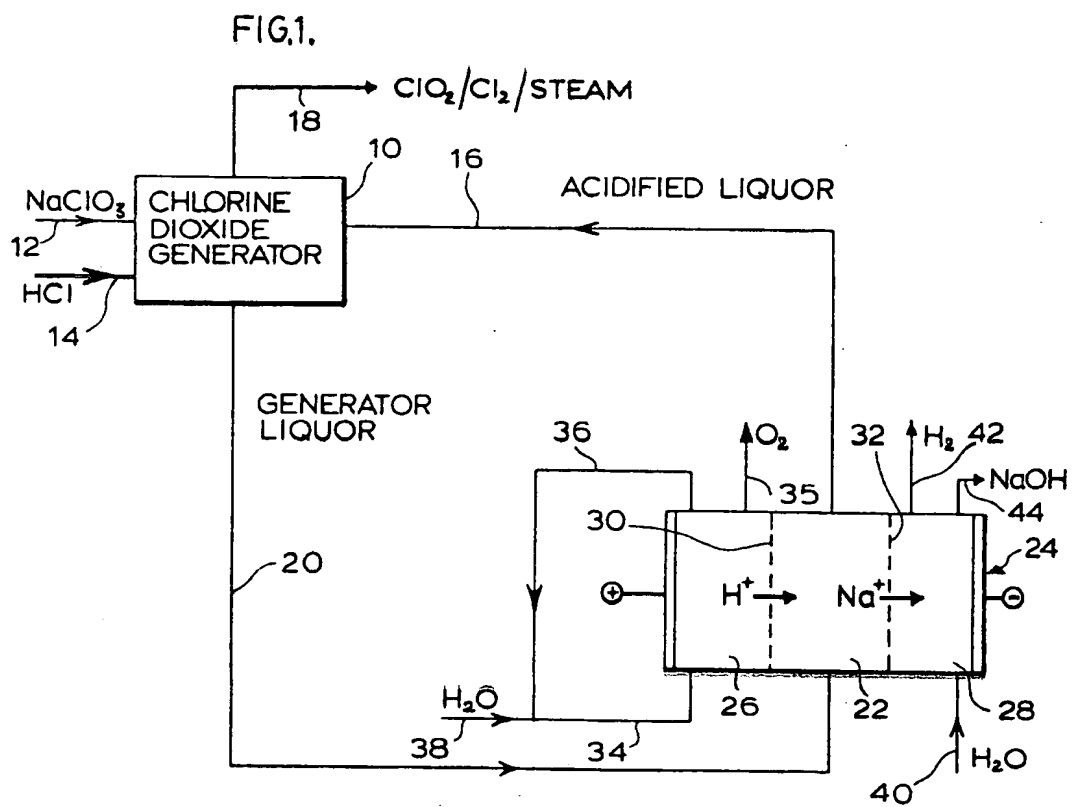 FIG.1.
ClO₂/Cl₂/STEAM
18
10
16
ACIDIFIED LIQUOR
NaClO₃
12
CHLORINE
DIOXIDE
GENERATOR
HCl
14
GENERATOR
LIQUOR
36
O₂
35
32
H₂
42
NaOH
44
30
24
20
+
H⁺
Na⁺
−
26
22
28
H₂O
38
34
40
H₂O